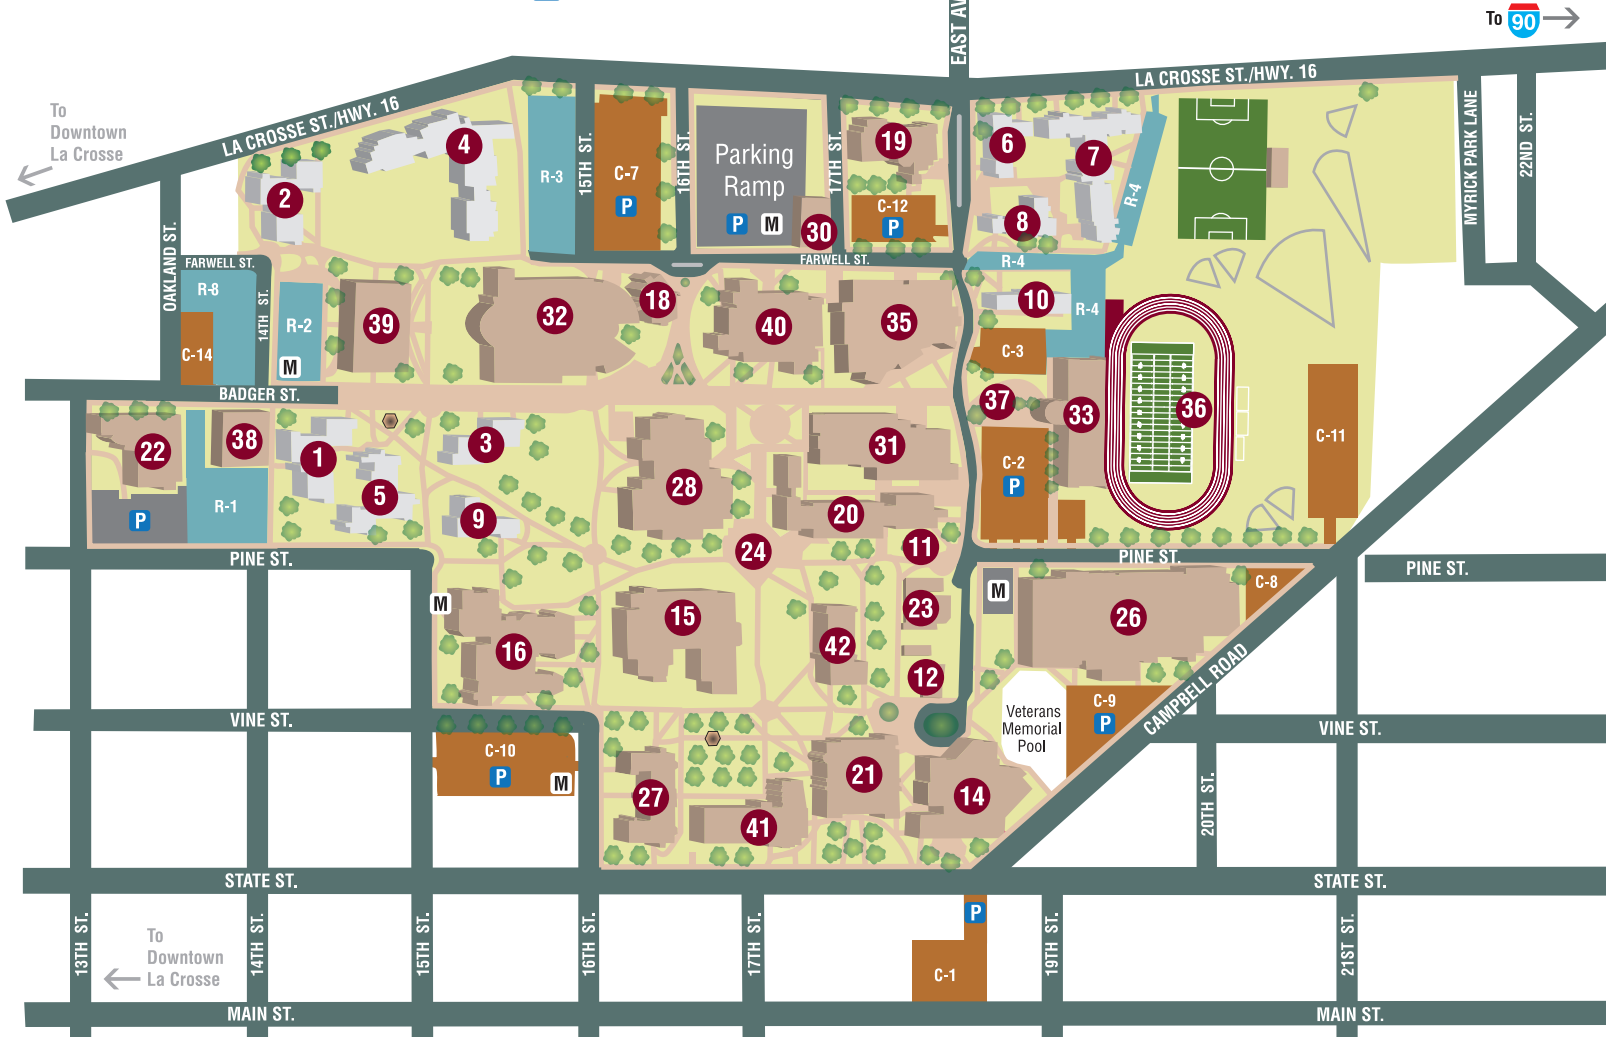 To 90
EAST AV
LA CROSSE ST./HWY. 16
LA CROSSE ST./HWY. 16
To
Downtown
La Crosse
MYRICK PARK LANE
22ND ST.
4
2
R-3
15TH ST.
C-7
P
16TH ST.
Parking
Ramp
P
M
30
17TH ST.
19
C-12
P
6
7
8
R-4
R-4
OAKLAND ST.
FARWELL ST.
FARWELL ST.
R-8
C-14
14TH ST.
R-2
M
39
32
18
40
35
10
R-4
C-3
BADGER ST.
22
P
R-1
38
1
5
3
9
28
31
20
24
11
37
33
36
C-2
P
C-11
PINE ST.
PINE ST.
PINE ST.
M
16
15
42
23
12
M
26
C-8
C-9
P
CAMPBELL ROAD
Veterans
Memorial
Pool
VINE ST.
VINE ST.
C-10
P
M
27
41
21
14
20TH ST.
STATE ST.
STATE ST.
13TH ST.
To
Downtown
La Crosse
14TH ST.
15TH ST.
16TH ST.
17TH ST.
P
C-1
19TH ST.
21ST ST.
MAIN ST.
MAIN ST.